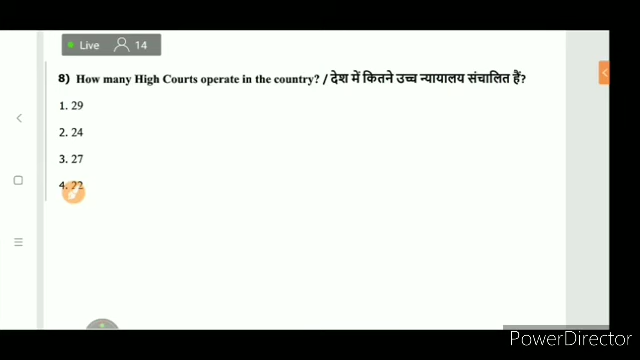 Live 14
8) How many High Courts operate in the country? / देश में कितने उच्च न्यायालय संचालित हैं?
1. 29
2. 24
3. 27
4. 22
PowerDirector